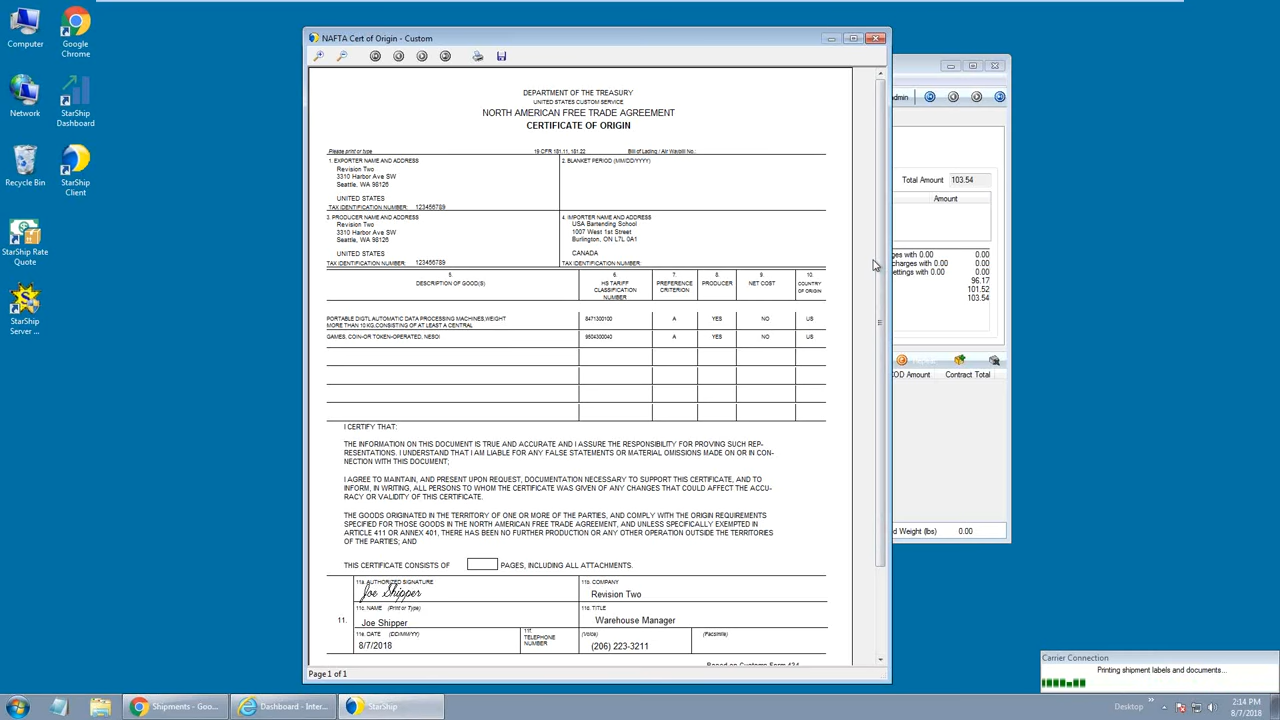 Computer
Google
Chrome
Network
StarShip
Dashboard
Recycle Bin
StarShip
Client
StarShip Rate
Quote
StarShip
Server ...
NAFTA Cert of Origin - Custom
DEPARTMENT OF THE TREASURY
UNITED STATES CUSTOM SERVICE
NORTH AMERICAN FREE TRADE AGREEMENT
CERTIFICATE OF ORIGIN
Please print or type 19 CFR 181.11, 181.22 Bill of Lading / Air Waybill No.:
1. EXPORTER NAME AND ADDRESS
Revision Two
3310 Harbor Ave SW
Seattle, WA 98126
UNITED STATES
TAX IDENTIFICATION NUMBER: 123456789
2. BLANKET PERIOD (MM/DD/YYYY)
3. PRODUCER NAME AND ADDRESS
Revision Two
3310 Harbor Ave SW
Seattle, WA 98126
UNITED STATES
TAX IDENTIFICATION NUMBER: 123456789
4. IMPORTER NAME AND ADDRESS
USA Bartending School
1007 West 1st Street
Burlington, ON L7L 0A1
CANADA
TAX IDENTIFICATION NUMBER:
5. DESCRIPTION OF GOOD(S)
6. HS TARIFF CLASSIFICATION NUMBER
7. PREFERENCE CRITERION
8. PRODUCER
9. NET COST
10. COUNTRY OF ORIGIN
PORTABLE DIGTL AUTOMATIC DATA PROCESSING MACHINES,WEIGHT 8471300100 A YES NO US
MORE THAN 10 KG,CONSISTING OF AT LEAST A CENTRAL
GAMES, COIN-OR TOKEN-OPERATED, NESOI 9504300040 A YES NO US
I CERTIFY THAT:
THE INFORMATION ON THIS DOCUMENT IS TRUE AND ACCURATE AND I ASSURE THE RESPONSIBILITY FOR PROVING SUCH REP-
RESENTATIONS. I UNDERSTAND THAT I AM LIABLE FOR ANY FALSE STATEMENTS OR MATERIAL OMISSIONS MADE ON OR IN CON-
NECTION WITH THIS DOCUMENT;
I AGREE TO MAINTAIN, AND PRESENT UPON REQUEST, DOCUMENTATION NECESSARY TO SUPPORT THIS CERTIFICATE, AND TO
INFORM, IN WRITING, ALL PERSONS TO WHOM THE CERTIFICATE WAS GIVEN OF ANY CHANGES THAT COULD AFFECT THE ACCU-
RACY OR VALIDITY OF THIS CERTIFICATE.
THE GOODS ORIGINATED IN THE TERRITORY OF ONE OR MORE OF THE PARTIES, AND COMPLY WITH THE ORIGIN REQUIREMENTS
SPECIFIED FOR THOSE GOODS IN THE NORTH AMERICAN FREE TRADE AGREEMENT, AND UNLESS SPECIFICALLY EXEMPTED IN
ARTICLE 411 OR ANNEX 401, THERE HAS BEEN NO FURTHER PRODUCTION OR ANY OTHER OPERATION OUTSIDE THE TERRITORIES
OF THE PARTIES; AND
THIS CERTIFICATE CONSISTS OF PAGES, INCLUDING ALL ATTACHMENTS.
11.
11a. AUTHORIZED SIGNATURE
Joe Shipper
11b. COMPANY
Revision Two
11c. NAME (Print or Type)
Joe Shipper
11d. TITLE
Warehouse Manager
11e. DATE (DD/MM/YY)
8/7/2018
11f. TELEPHONE NUMBER
(Voice)
(206) 223-3211
(Facsimile)
Based on Customs Form 434
Page 1 of 1
dmin
Total Amount 103.54
Amount
ges with 0.00 0.00
charges with 0.00 0.00
ettings with 0.00 0.00
96.17
101.52
103.54
OD Amount Contract Total
d Weight (lbs) 0.00
Carrier Connection
Printing shipment labels and documents...
Shipments - Goo...
Dashboard - Inter...
StarShip
Desktop
2:14 PM
8/7/2018